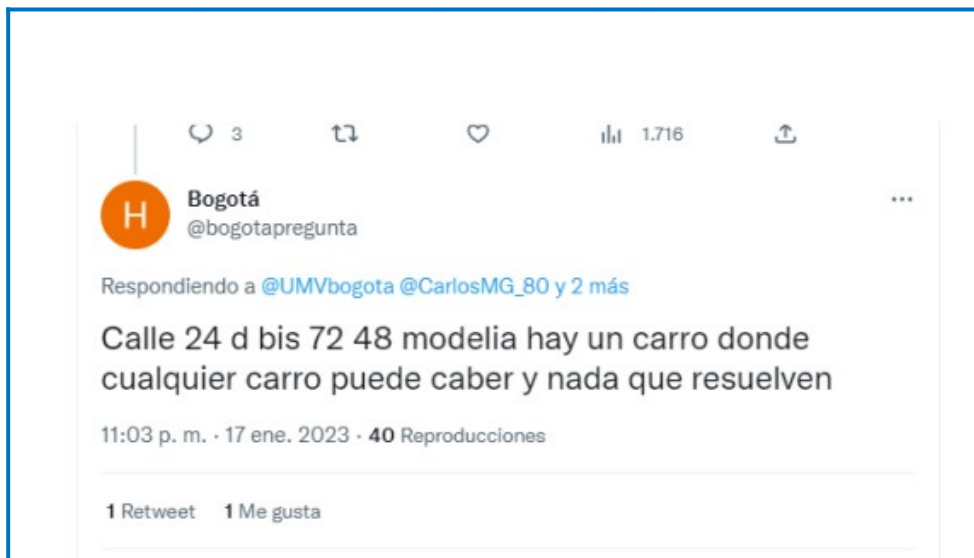 3 1.716
H
Bogotá
@bogotapregunta
Respondiendo a @UMVbogota @CarlosMG_80 y 2 más
Calle 24 d bis 72 48 modelia hay un carro donde
cualquier carro puede caber y nada que resuelven
11:03 p. m. · 17 ene. 2023 · 40 Reproducciones
1 Retweet 1 Me gusta